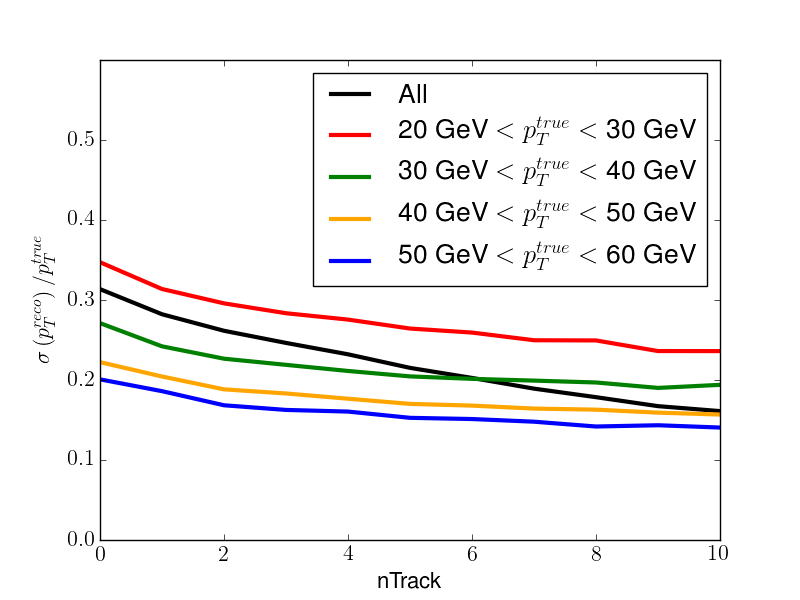 All
20 GeV < p_T^{true} < 30 GeV
30 GeV < p_T^{true} < 40 GeV
40 GeV < p_T^{true} < 50 GeV
50 GeV < p_T^{true} < 60 GeV
σ (p_T^{reco}) / p_T^{true}
0.5
0.4
0.3
0.2
0.1
0.0
0 2 4 6 8 10
nTrack